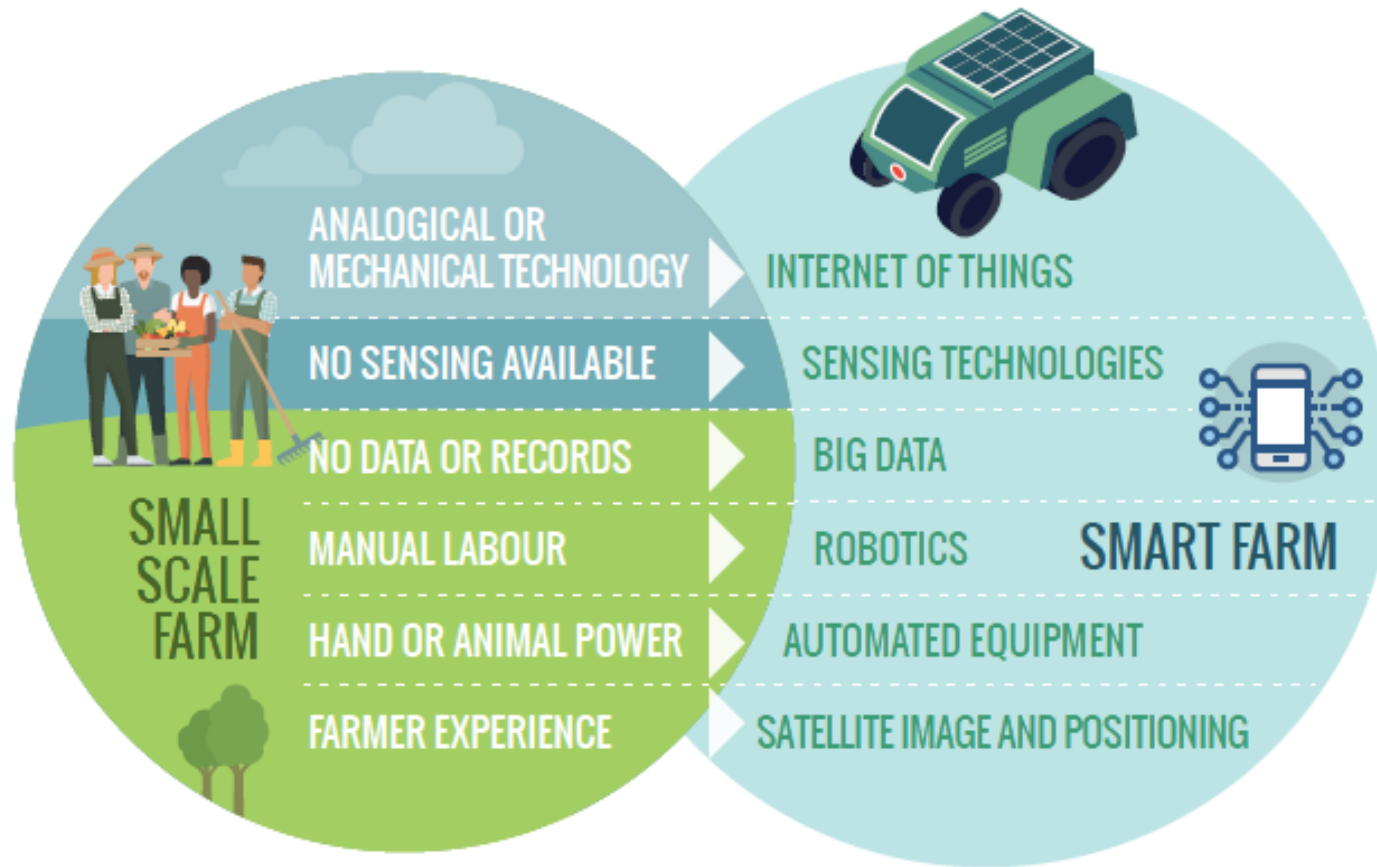 ANALOGICAL OR
MECHANICAL TECHNOLOGY
INTERNET OF THINGS
NO SENSING AVAILABLE
SENSING TECHNOLOGIES
NO DATA OR RECORDS
BIG DATA
MANUAL LABOUR
ROBOTICS
HAND OR ANIMAL POWER
AUTOMATED EQUIPMENT
FARMER EXPERIENCE
SATELLITE IMAGE AND POSITIONING
SMALL
SCALE
FARM
SMART FARM